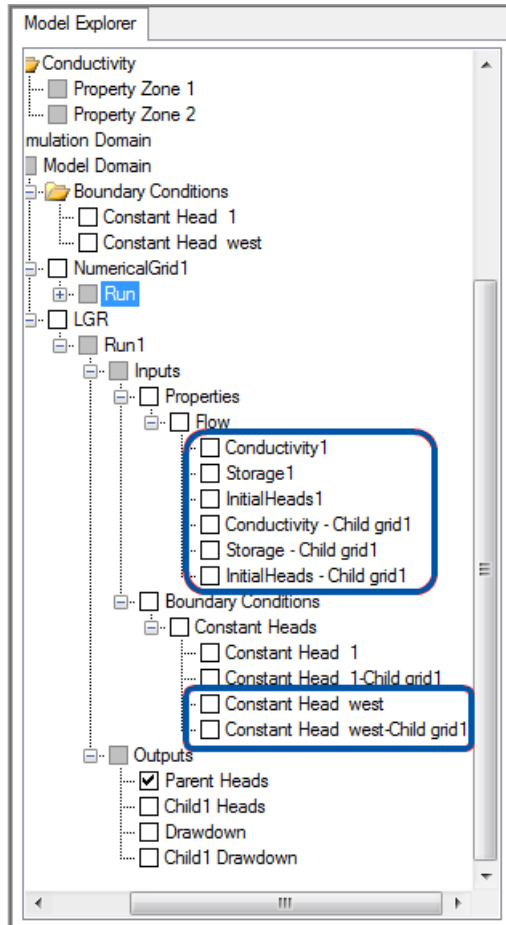 Model Explorer
Conductivity
Property Zone 1
Property Zone 2
mulation Domain
Model Domain
Boundary Conditions
Constant Head 1
Constant Head west
NumericalGrid1
Run
LGR
Run1
Inputs
Properties
Flow
Conductivity1
Storage1
InitialHeads1
Conductivity - Child grid1
Storage - Child grid1
InitialHeads - Child grid1
Boundary Conditions
Constant Heads
Constant Head 1
Constant Head 1-Child grid1
Constant Head west
Constant Head west-Child grid1
Outputs
Parent Heads
Child1 Heads
Drawdown
Child1 Drawdown